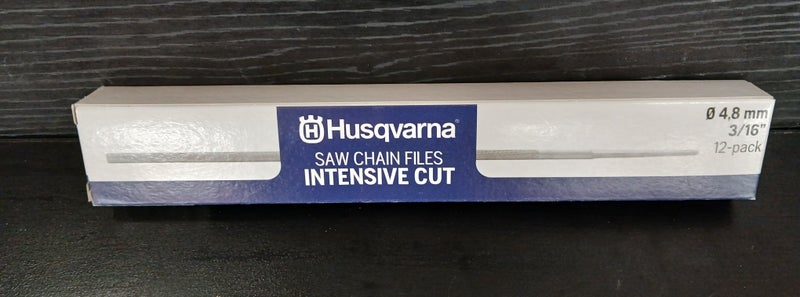 Husqvarna®
SAW CHAIN FILES
INTENSIVE CUT
Ø 4,8 mm
3/16"
12-pack